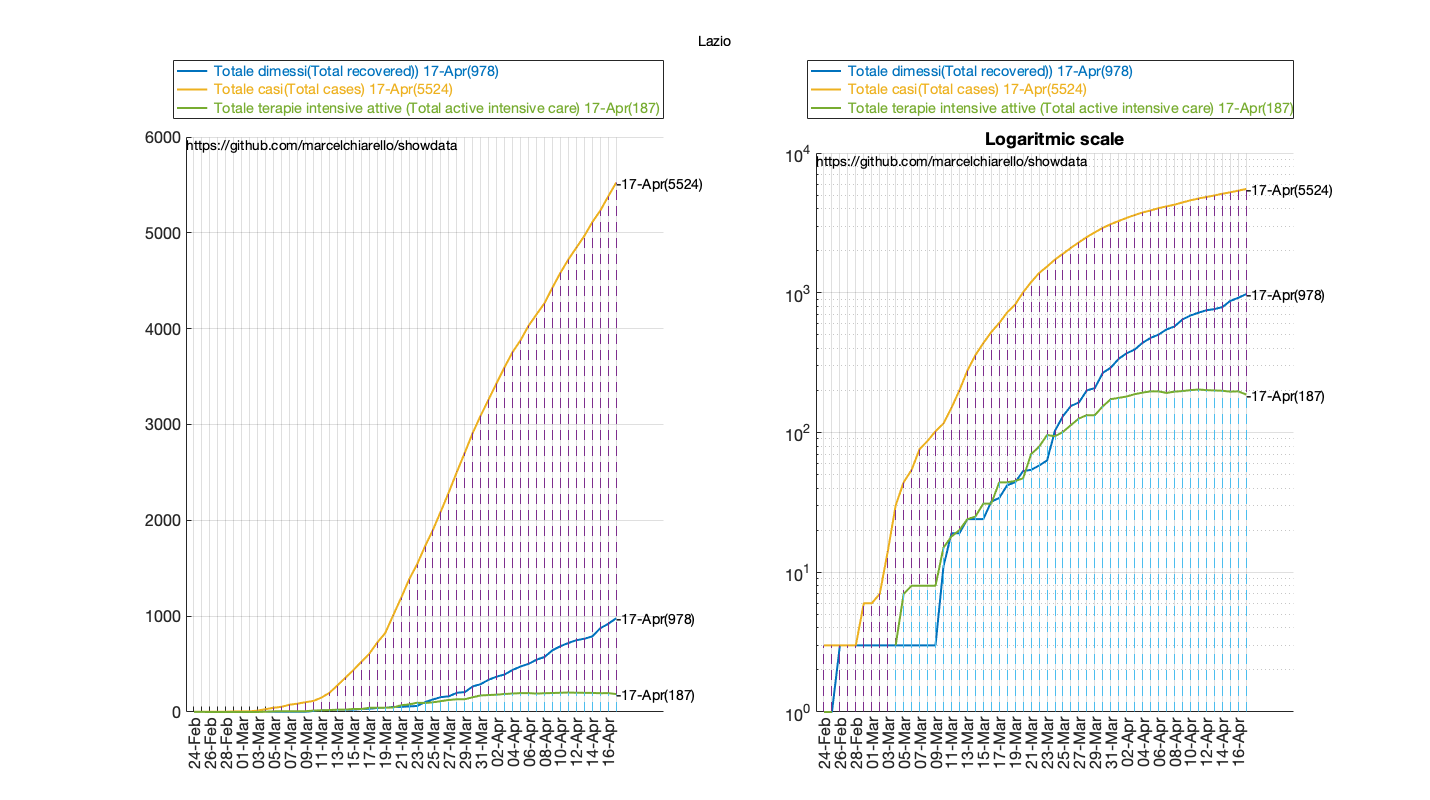 Lazio
Totale dimessi(Total recovered)) 17-Apr(978)
Totale casi(Total cases) 17-Apr(5524)
Totale terapie intensive attive (Total active intensive care) 17-Apr(187)
6000
https://github.com/marcelchiarello/showdata
5000
4000
3000
2000
1000
0
-17-Apr(5524)
-17-Apr(978)
-17-Apr(187)
24-Feb
26-Feb
28-Feb
01-Mar
03-Mar
05-Mar
07-Mar
09-Mar
11-Mar
13-Mar
15-Mar
17-Mar
19-Mar
21-Mar
23-Mar
25-Mar
27-Mar
29-Mar
31-Mar
02-Apr
04-Apr
06-Apr
08-Apr
10-Apr
12-Apr
14-Apr
16-Apr
Totale dimessi(Total recovered)) 17-Apr(978)
Totale casi(Total cases) 17-Apr(5524)
Totale terapie intensive attive (Total active intensive care) 17-Apr(187)
Logaritmic scale
10^4
https://github.com/marcelchiarello/showdata
10^3
10^2
10^1
10^0
-17-Apr(5524)
-17-Apr(978)
-17-Apr(187)
24-Feb
26-Feb
28-Feb
01-Mar
03-Mar
05-Mar
07-Mar
09-Mar
11-Mar
13-Mar
15-Mar
17-Mar
19-Mar
21-Mar
23-Mar
25-Mar
27-Mar
29-Mar
31-Mar
02-Apr
04-Apr
06-Apr
08-Apr
10-Apr
12-Apr
14-Apr
16-Apr